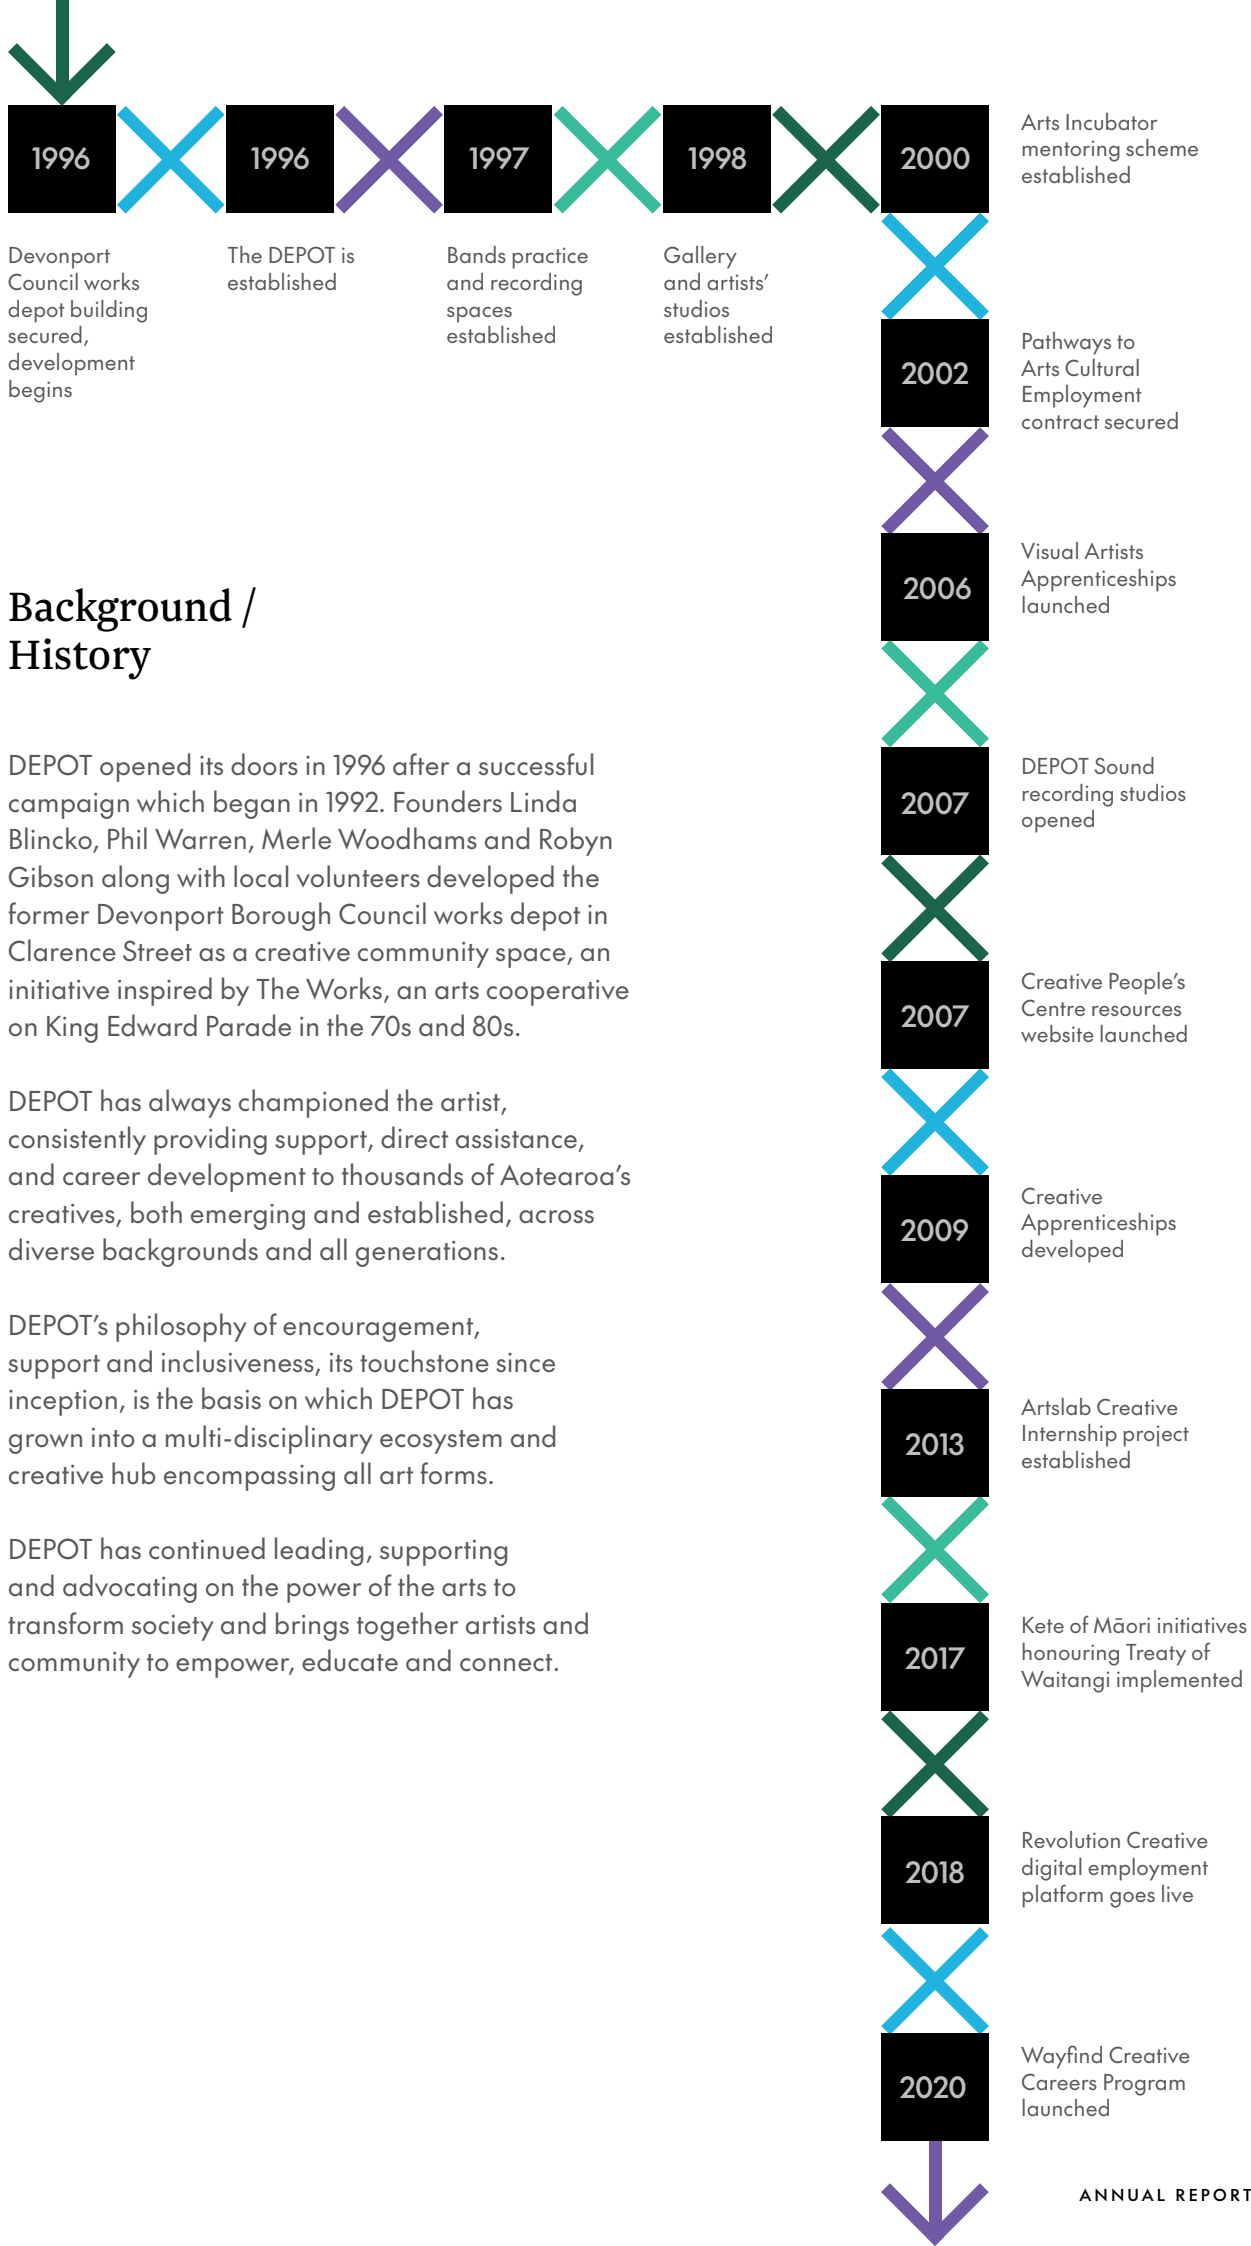 1996
Devonport
Council works
depot building
secured,
development
begins
1996
The DEPOT is
established
1997
Bands practice
and recording
spaces
established
1998
Gallery
and artists’
studios
established
2000
Arts Incubator
mentoring scheme
established
2002
Pathways to
Arts Cultural
Employment
contract secured
2006
Visual Artists
Apprenticeships
launched
2007
DEPOT Sound
recording studios
opened
2007
Creative People’s
Centre resources
website launched
2009
Creative
Apprenticeships
developed
2013
Artslab Creative
Internship project
established
2017
Kete of Māori initiatives
honouring Treaty of
Waitangi implemented
2018
Revolution Creative
digital employment
platform goes live
2020
Wayfind Creative
Careers Program
launched
Background /
History
DEPOT opened its doors in 1996 after a successful
campaign which began in 1992. Founders Linda
Blincko, Phil Warren, Merle Woodhams and Robyn
Gibson along with local volunteers developed the
former Devonport Borough Council works depot in
Clarence Street as a creative community space, an
initiative inspired by The Works, an arts cooperative
on King Edward Parade in the 70s and 80s.
DEPOT has always championed the artist,
consistently providing support, direct assistance,
and career development to thousands of Aotearoa’s
creatives, both emerging and established, across
diverse backgrounds and all generations.
DEPOT’s philosophy of encouragement,
support and inclusiveness, its touchstone since
inception, is the basis on which DEPOT has
grown into a multi-disciplinary ecosystem and
creative hub encompassing all art forms.
DEPOT has continued leading, supporting
and advocating on the power of the arts to
transform society and brings together artists and
community to empower, educate and connect.
ANNUAL REPORT